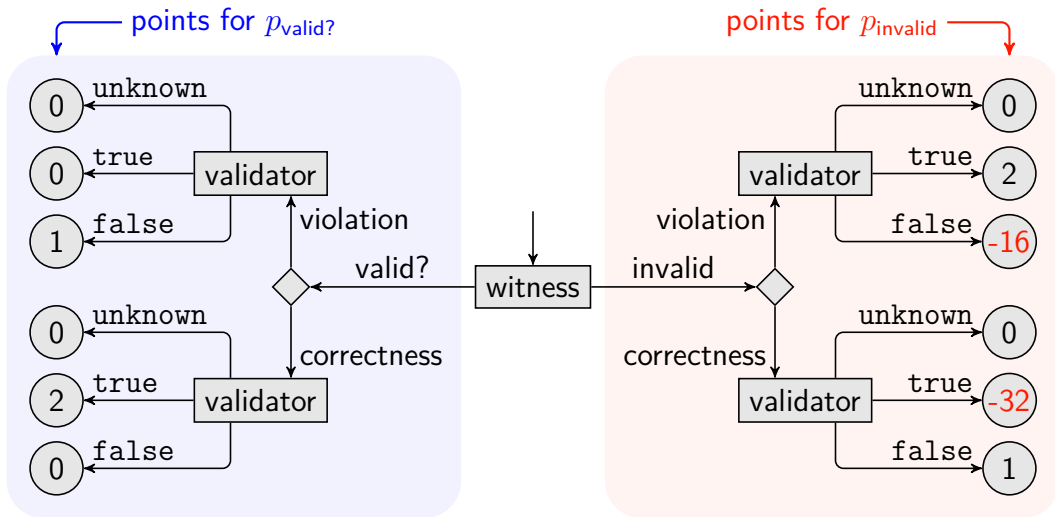 points for p_valid?
points for p_invalid
0 unknown
0 true
1 false
validator
violation
valid?
0 unknown
2 true
0 false
validator
correctness
witness
unknown 0
true 2
false -16
validator
violation
invalid
unknown 0
true -32
false 1
validator
correctness